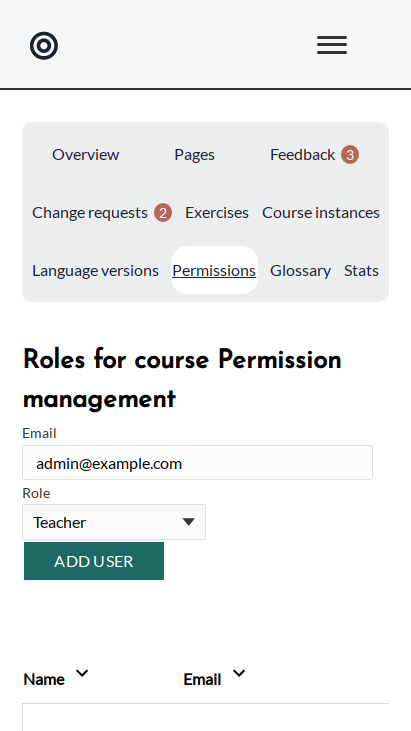 Overview Pages Feedback 3
Change requests 2 Exercises Course instances
Language versions Permissions Glossary Stats
Roles for course Permission
management
Email
admin@example.com
Role
Teacher
ADD USER
Name Email